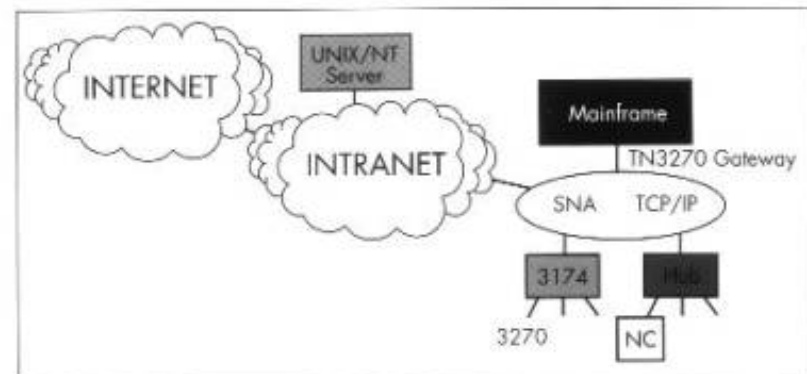 INTERNET
UNIX/NT
Server
INTRANET
Mainframe
TN3270 Gateway
SNA TCP/IP
3174
Hub
3270
NC